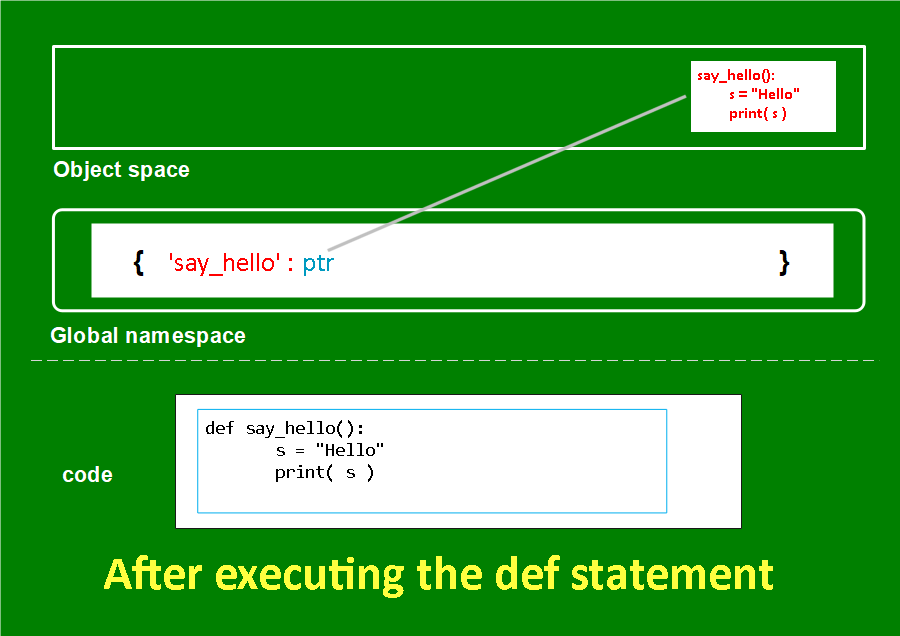 say_hello():
s = "Hello"
print( s )
Object space
{ 'say_hello' : ptr }
Global namespace
def say_hello():
s = "Hello"
print( s )
code
After executing the def statement